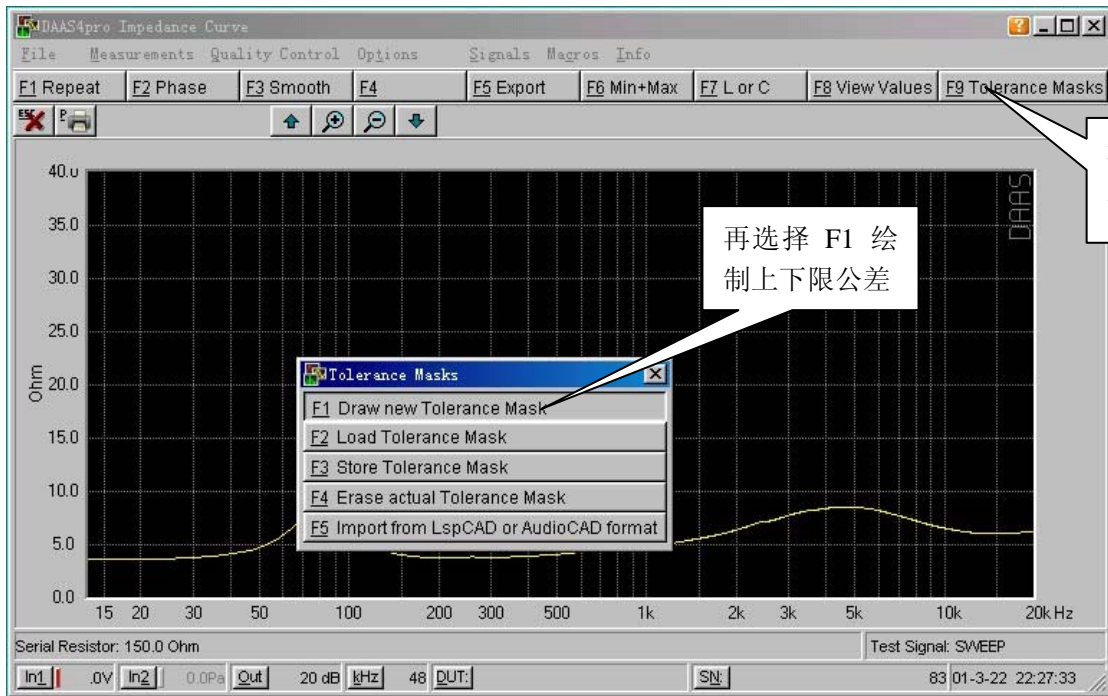 DAAS4pro Impedance Curve
File Measurements Quality Control Options Signals Macros Info
F1 Repeat F2 Phase F3 Smooth F4 F5 Export F6 Min+Max F7 L or C F8 View Values F9 Tolerance Masks
ESC P
DAAS
40.0
35.0
30.0
25.0
20.0
15.0
10.0
5.0
0.0
Ohm
再选择 F1 绘
制上下限公差
Tolerance Masks
F1 Draw new Tolerance Mask
F2 Load Tolerance Mask
F3 Store Tolerance Mask
F4 Erase actual Tolerance Mask
F5 Import from LspCAD or AudioCAD format
15 20 30 50 100 200 300 500 1k 2k 3k 5k 10k 20k Hz
Serial Resistor: 150.0 Ohm Test Signal: SWEEP
In1 .0V In2 0.0Pa Out 20 dB kHz 48 DUT: SN: 83 01-3-22 22:27:33